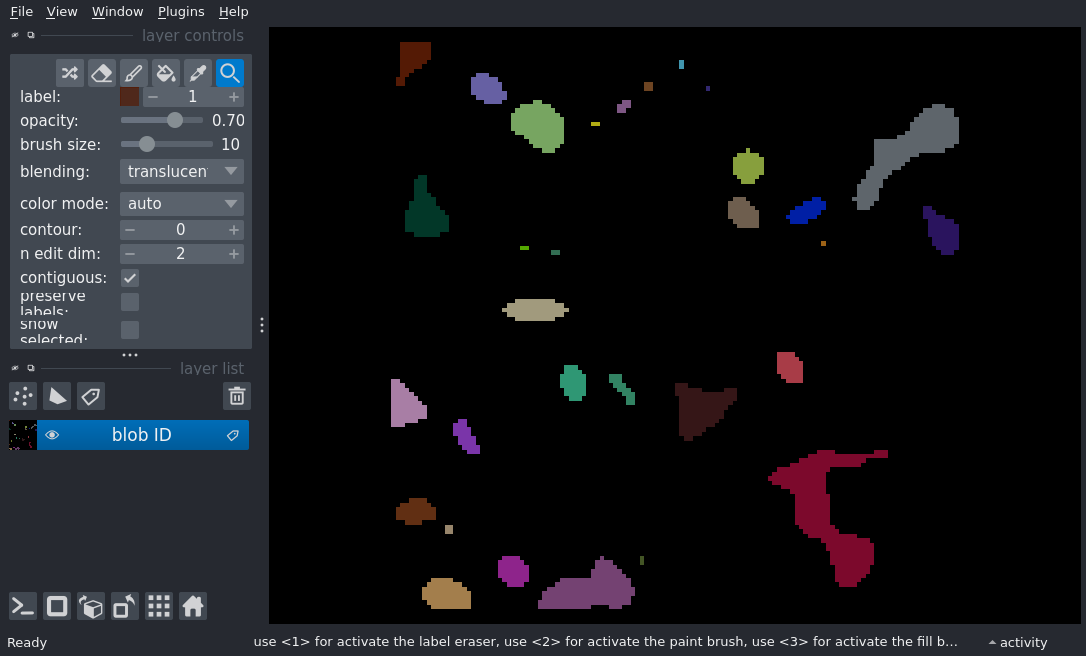 File View Window Plugins Help
layer controls
label: 1
opacity: 0.70
brush size: 10
blending: translucen
color mode: auto
contour: 0
n edit dim: 2
contiguous:
preserve
labels:
show
selected:
layer list
blob ID
Ready use <1> for activate the label eraser, use <2> for activate the paint brush, use <3> for activate the fill b... activity